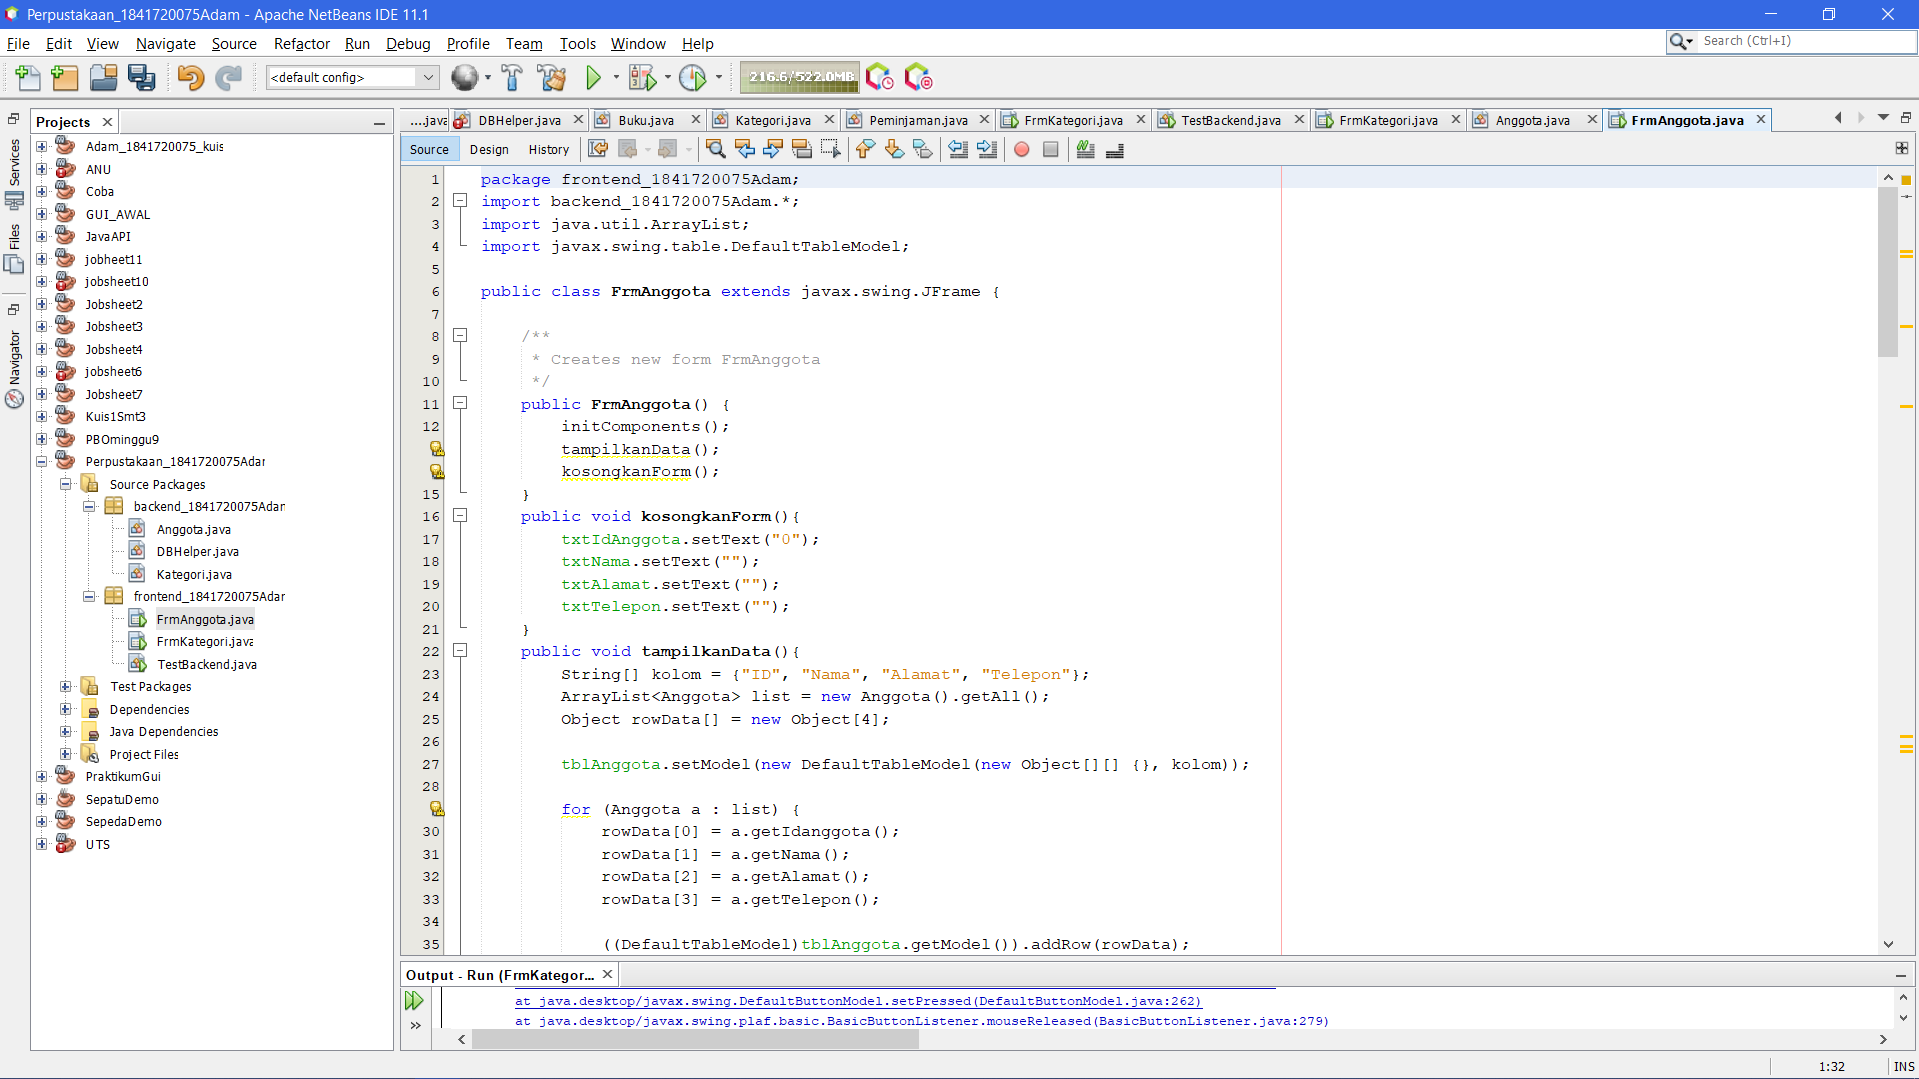 Perpustakaan_1841720075Adam - Apache NetBeans IDE 11.1
File Edit View Navigate Source Refactor Run Debug Profile Team Tools Window Help
Search (Ctrl+I)
<default config>
216.6/522.0MB
Projects
....java DBHelper.java Buku.java Kategori.java Peminjaman.java FrmKategori.java TestBackend.java FrmKategori.java Anggota.java FrmAnggota.java
Source Design History
Services
Files
Navigator
Adam_1841720075_kuis
ANU
Coba
GUI_AWAL
JavaAPI
jobheet11
jobsheet10
Jobsheet2
Jobsheet3
Jobsheet4
jobsheet6
Jobsheet7
Kuis1Smt3
PBOminggu9
Perpustakaan_1841720075Adar
Source Packages
backend_1841720075Adan
Anggota.java
DBHelper.java
Kategori.java
frontend_1841720075Adar
FrmAnggota.java
FrmKategori.java
TestBackend.java
Test Packages
Dependencies
Java Dependencies
Project Files
PraktikumGui
SepatuDemo
SepedaDemo
UTS
1 package frontend_1841720075Adam;
2 import backend_1841720075Adam.*;
3 import java.util.ArrayList;
4 import javax.swing.table.DefaultTableModel;
5
6 public class FrmAnggota extends javax.swing.JFrame {
7
8 /**
9 * Creates new form FrmAnggota
10 */
11 public FrmAnggota() {
12 initComponents();
tampilkanData();
kosongkanForm();
15 }
16 public void kosongkanForm(){
17 txtIdAnggota.setText("0");
18 txtNama.setText("");
19 txtAlamat.setText("");
20 txtTelepon.setText("");
21 }
22 public void tampilkanData(){
23 String[] kolom = {"ID", "Nama", "Alamat", "Telepon"};
24 ArrayList<Anggota> list = new Anggota().getAll();
25 Object rowData[] = new Object[4];
26
27 tblAnggota.setModel(new DefaultTableModel(new Object[][] {}, kolom));
28
for (Anggota a : list) {
30 rowData[0] = a.getIdanggota();
31 rowData[1] = a.getNama();
32 rowData[2] = a.getAlamat();
33 rowData[3] = a.getTelepon();
34
35 ((DefaultTableModel)tblAnggota.getModel()).addRow(rowData);
Output - Run (FrmKategor...
at java.desktop/javax.swing.DefaultButtonModel.setPressed(DefaultButtonModel.java:262)
at java.desktop/javax.swing.plaf.basic.BasicButtonListener.mouseReleased(BasicButtonListener.java:279)
1:32 INS